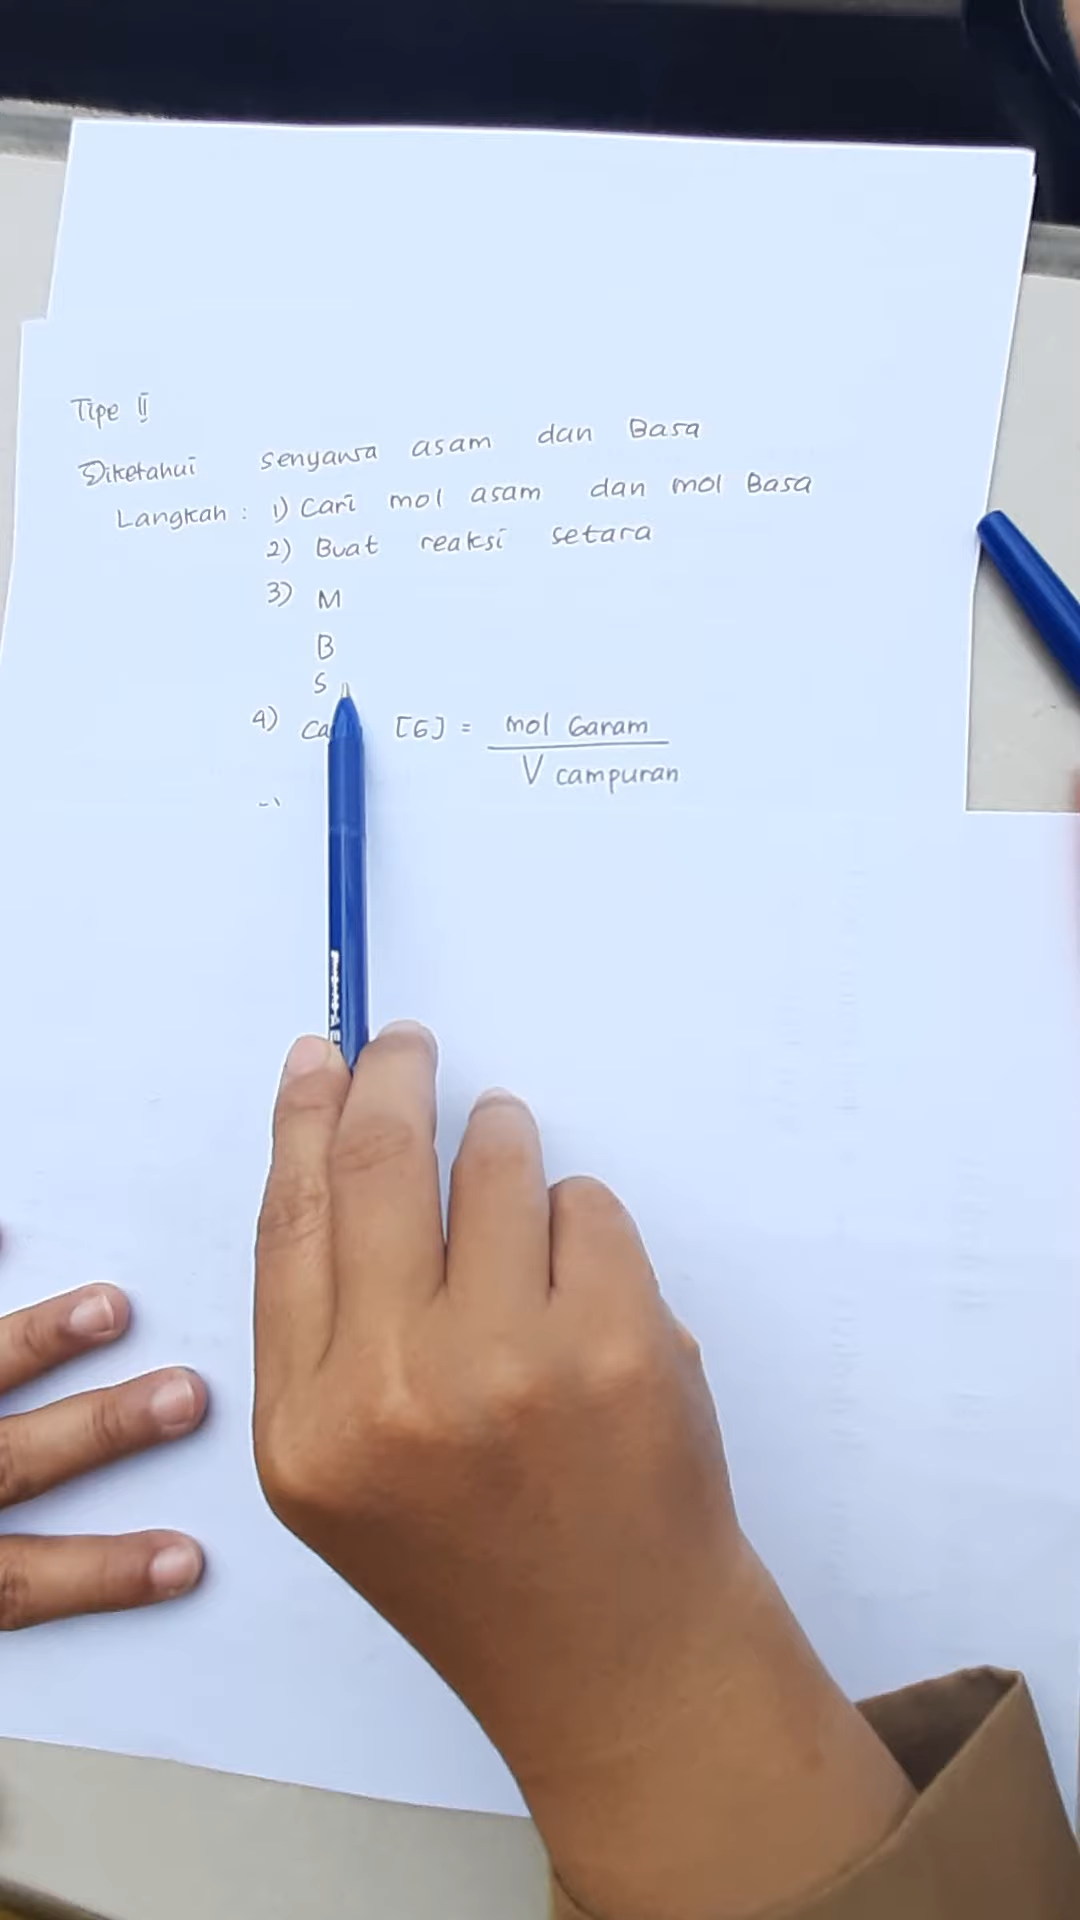 Tipe II
Diketahui senyawa asam dan Basa
Langkah : 1) Cari mol asam dan mol Basa
2) Buat reaksi setara
3) M
B
S
4) [G] = mol Garam
V campuran